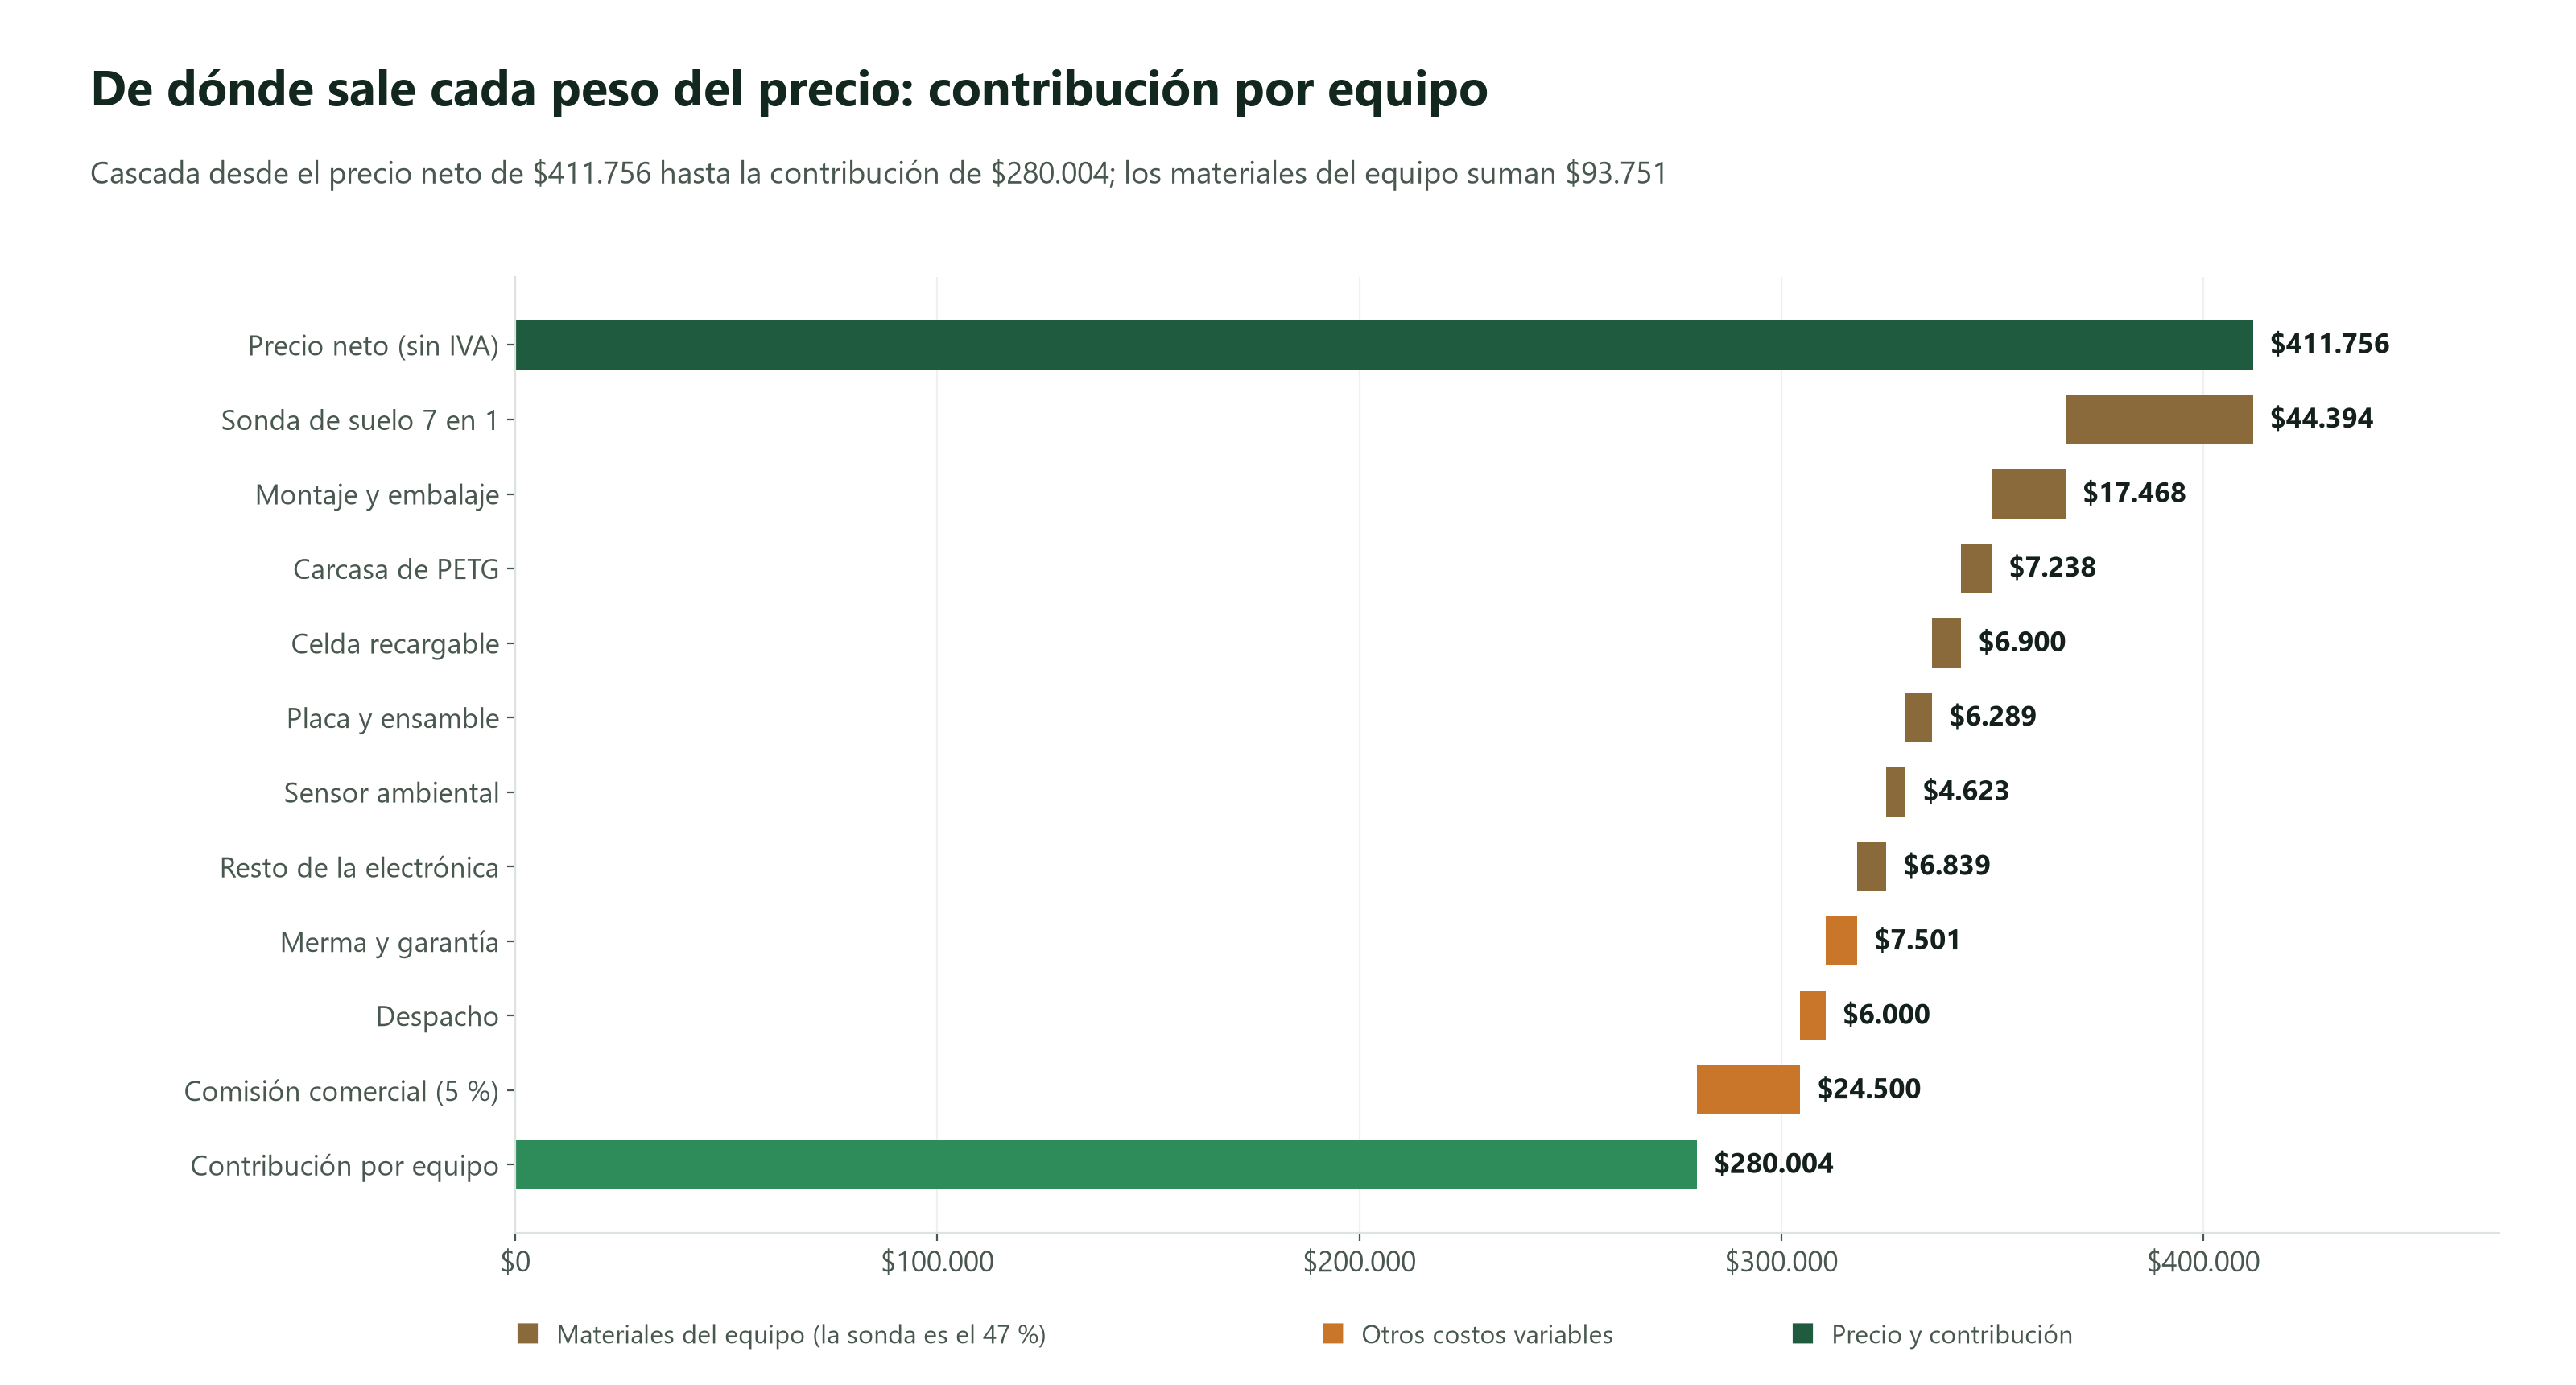 De dónde sale cada peso del precio: contribución por equipo
Cascada desde el precio neto de $411.756 hasta la contribución de $280.004; los materiales del equipo suman $93.751
Precio neto (sin IVA) $411.756
Sonda de suelo 7 en 1 $44.394
Montaje y embalaje $17.468
Carcasa de PETG $7.238
Celda recargable $6.900
Placa y ensamble $6.289
Sensor ambiental $4.623
Resto de la electrónica $6.839
Merma y garantía $7.501
Despacho $6.000
Comisión comercial (5 %) $24.500
Contribución por equipo $280.004
$0 $100.000 $200.000 $300.000 $400.000
Materiales del equipo (la sonda es el 47 %) Otros costos variables Precio y contribución